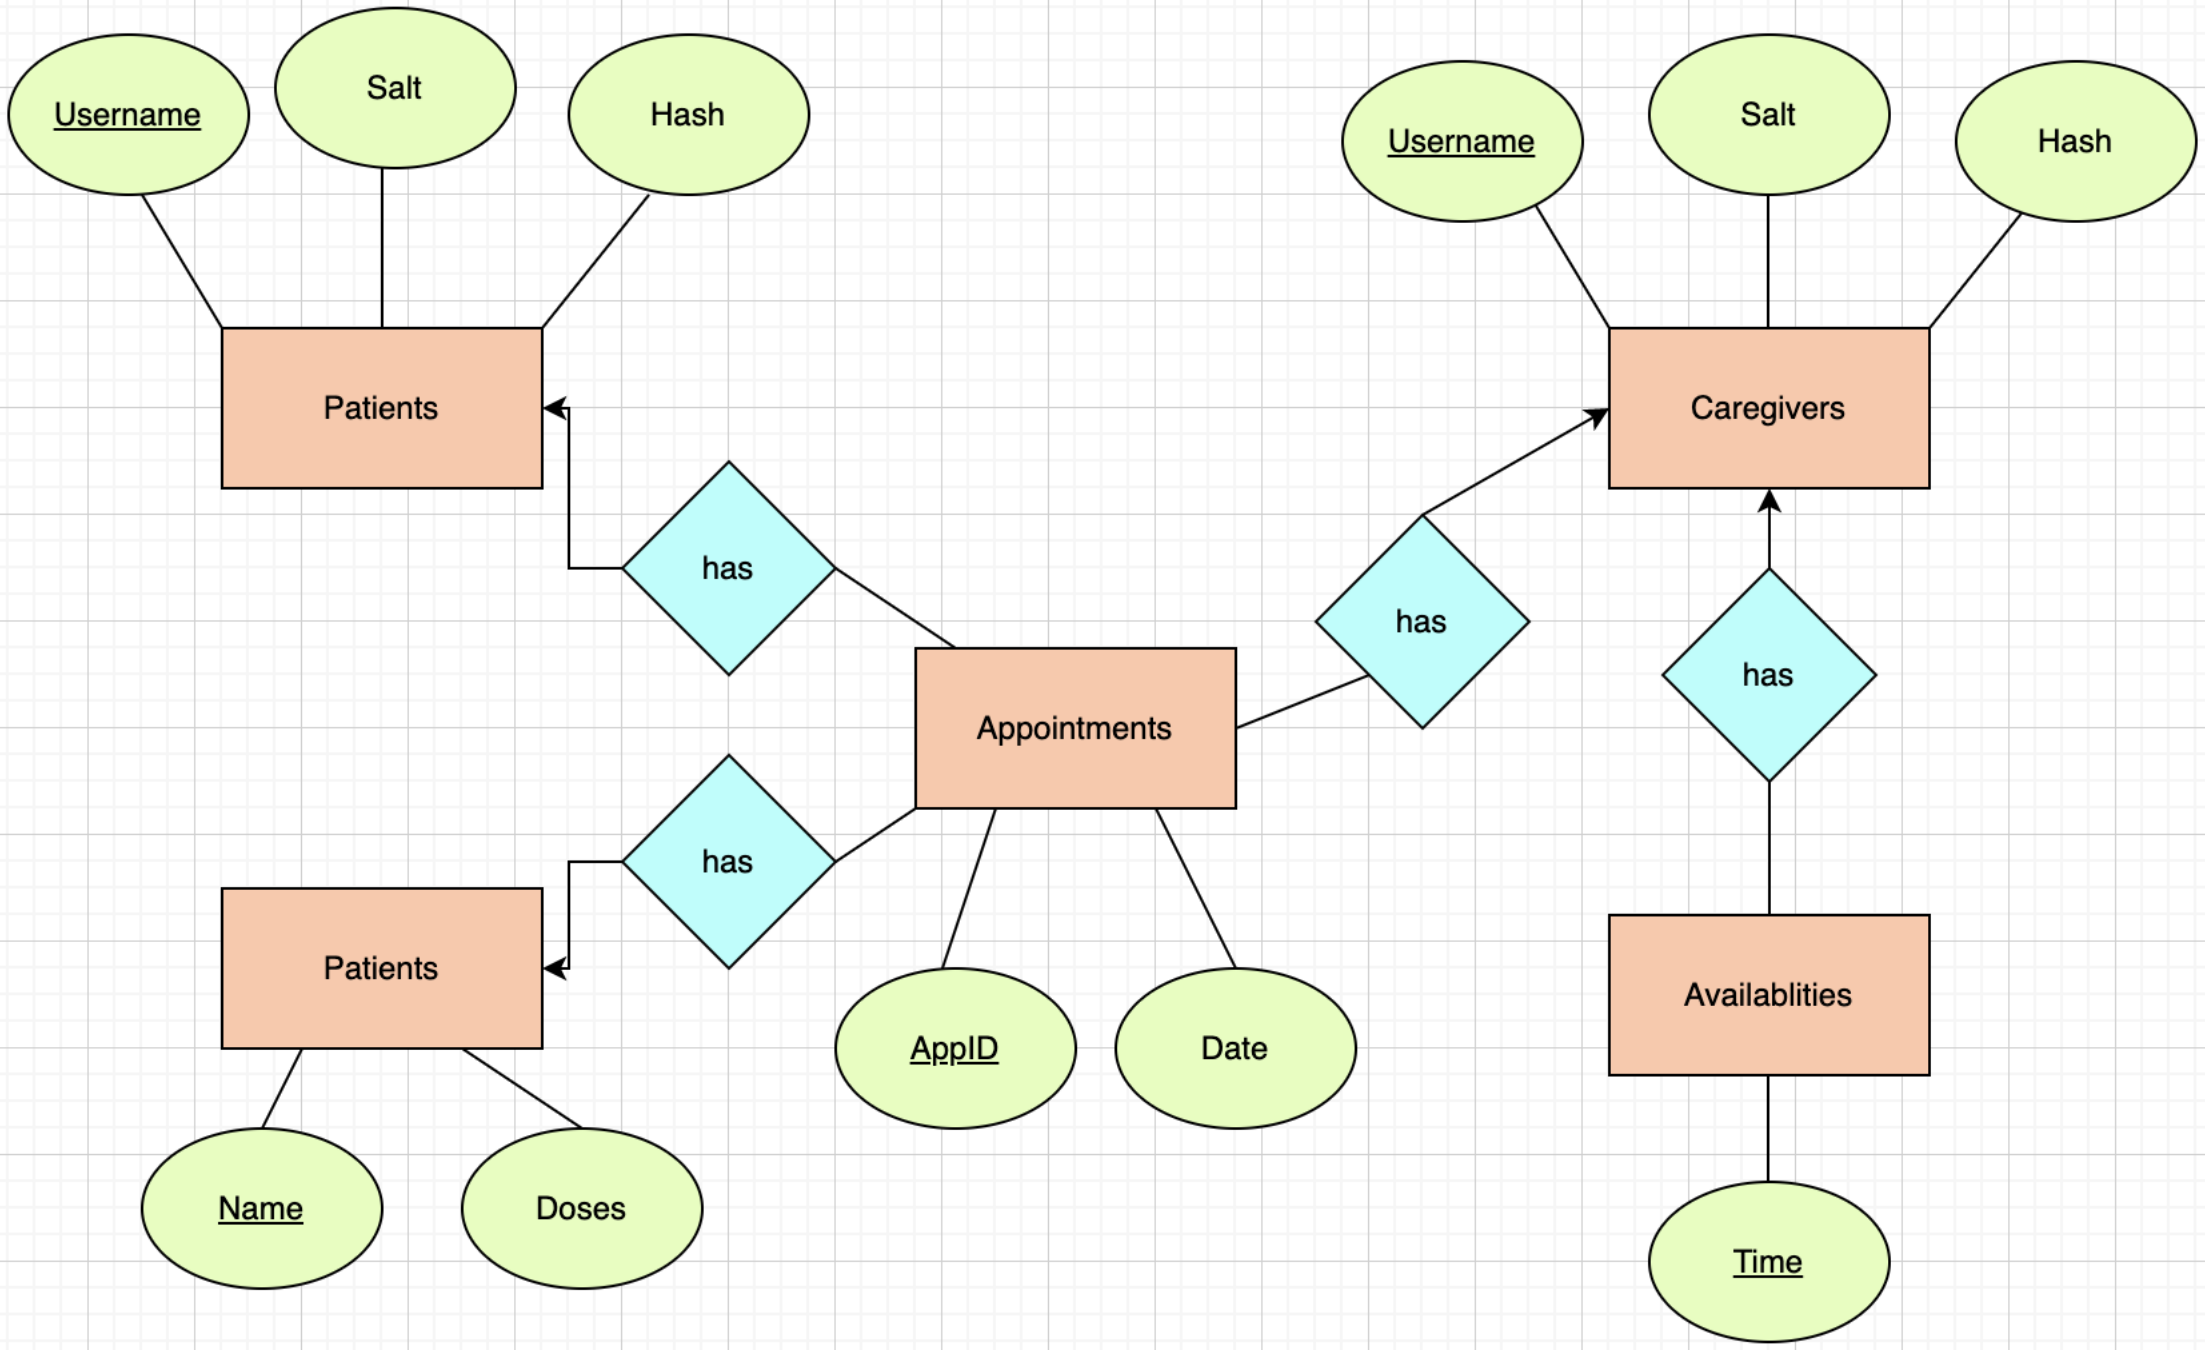 Username
Salt
Hash
Username
Salt
Hash
Patients
Caregivers
has
has
has
Appointments
has
Patients
Availablities
AppID
Date
Name
Doses
Time